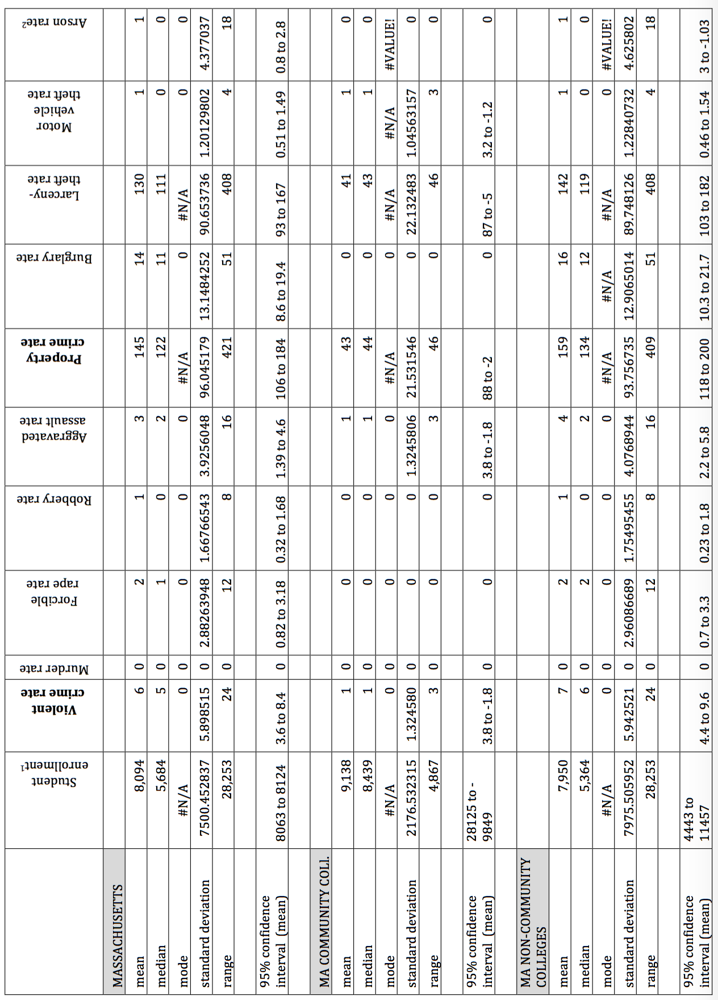 Student enrollment¹ Violent crime rate Murder rate Forcible rape rate Robbery rate Aggravated assault rate Property crime rate Burglary rate Larceny-theft rate Motor vehicle theft rate Arson rate²
MASSACHUSETTS
mean 8,094 6 0 2 1 3 145 14 130 1 1
median 5,684 5 0 1 0 2 122 11 111 0 0
mode #N/A 0 0 0 0 0 #N/A 0 #N/A 0 0
standard deviation 7500.452837 5.898515 0 2.88263948 1.66766543 3.9256048 96.045179 13.1484252 90.653736 1.20129802 4.377037
range 28,253 24 0 12 8 16 421 51 408 4 18
95% confidence
interval (mean) 8063 to 8124 3.6 to 8.4 0 0.82 to 3.18 0.32 to 1.68 1.39 to 4.6 106 to 184 8.6 to 19.4 93 to 167 0.51 to 1.49 0.8 to 2.8
MA COMMUNITY COLl.
mean 9,138 1 0 0 0 1 43 0 41 1 0
median 8,439 1 0 0 0 1 44 0 43 1 0
mode #N/A 0 0 0 0 0 #N/A 0 #N/A #N/A #VALUE!
standard deviation 2176.532315 1.324580 0 0 0 1.3245806 21.531546 0 22.132483 1.04563157 0
range 4,867 3 0 0 0 3 46 0 46 3 0
95% confidence 28125 to -
interval (mean) 9849 3.8 to -1.8 0 0 0 3.8 to -1.8 88 to -2 0 87 to -5 3.2 to -1.2 0
MA NON-COMMUNITY
COLLEGES
mean 7,950 7 0 2 1 4 159 16 142 1 1
median 5,364 6 0 2 0 2 134 12 119 0 0
mode #N/A 0 0 0 0 0 #N/A #N/A #N/A 0 #VALUE!
standard deviation 7975.505952 5.942521 0 2.96086689 1.75495455 4.0768944 93.756735 12.9065014 89.748126 1.22840732 4.625802
range 28,253 24 0 12 8 16 409 51 408 4 18
95% confidence 4443 to
interval (mean) 11457 4.4 to 9.6 0 0.7 to 3.3 0.23 to 1.8 2.2 to 5.8 118 to 200 10.3 to 21.7 103 to 182 0.46 to 1.54 3 to -1.03